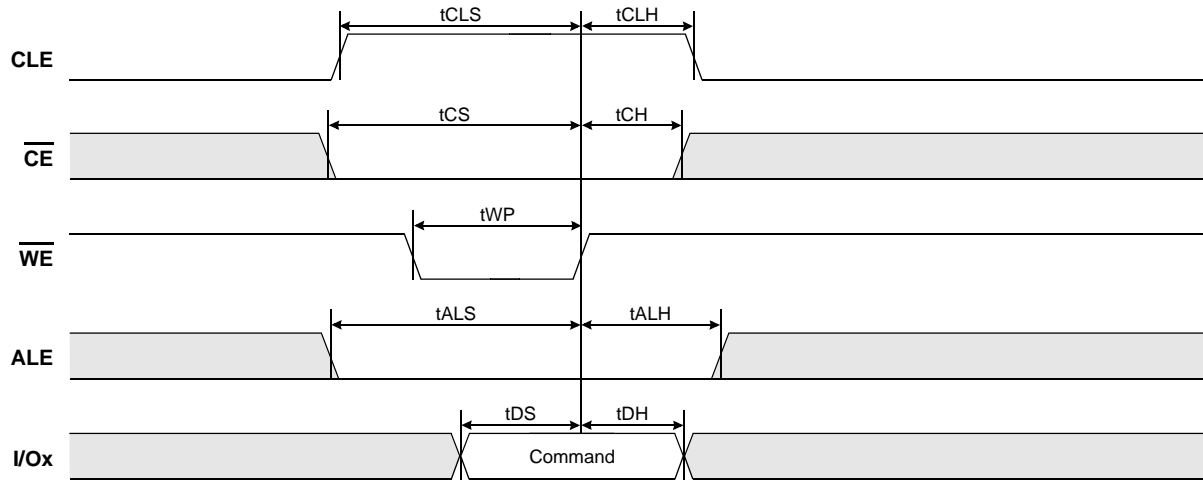 tCLS tCLH
CLE
tCS tCH
CE
tWP
WE
tALS tALH
ALE
tDS tDH
I/Ox Command